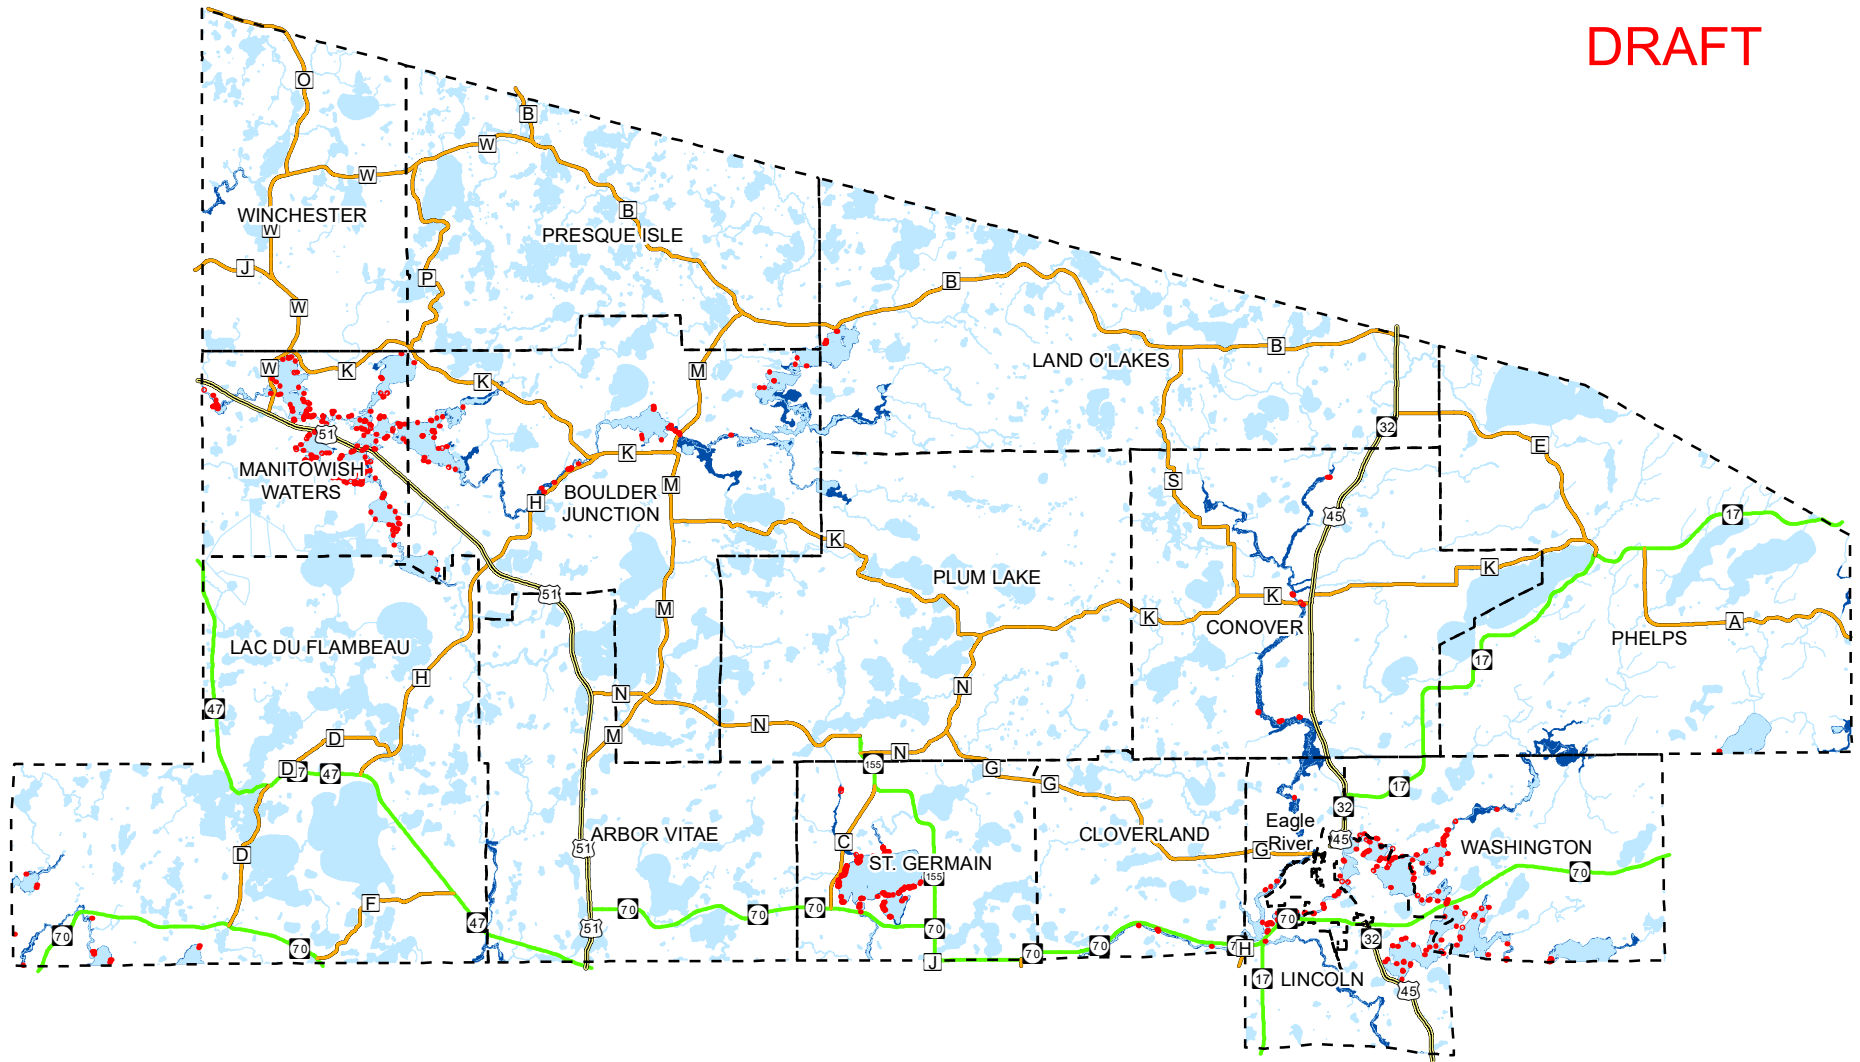 DRAFT
O
B
W
W
B
WINCHESTER
W
PRESQUE ISLE
J
P
B
W
LAND O'LAKES
B
W
K
K
M
32
51
E
K
MANITOWISH
WATERS
S
BOULDER
JUNCTION
M
H
45
17
K
PLUM LAKE
K
51
K
M
K
CONOVER
A
PHELPS
LAC DU FLAMBEAU
17
H
N
N
47
N
M
D
N
155
D
47
G
G
17
32
ARBOR VITAE
C
CLOVERLAND
Eagle
River
45
WASHINGTON
51
G
D
ST. GERMAIN
155
70
F
70
70
70
70
47
51
70
70
70
70
70
H
32
J
17
LINCOLN
45